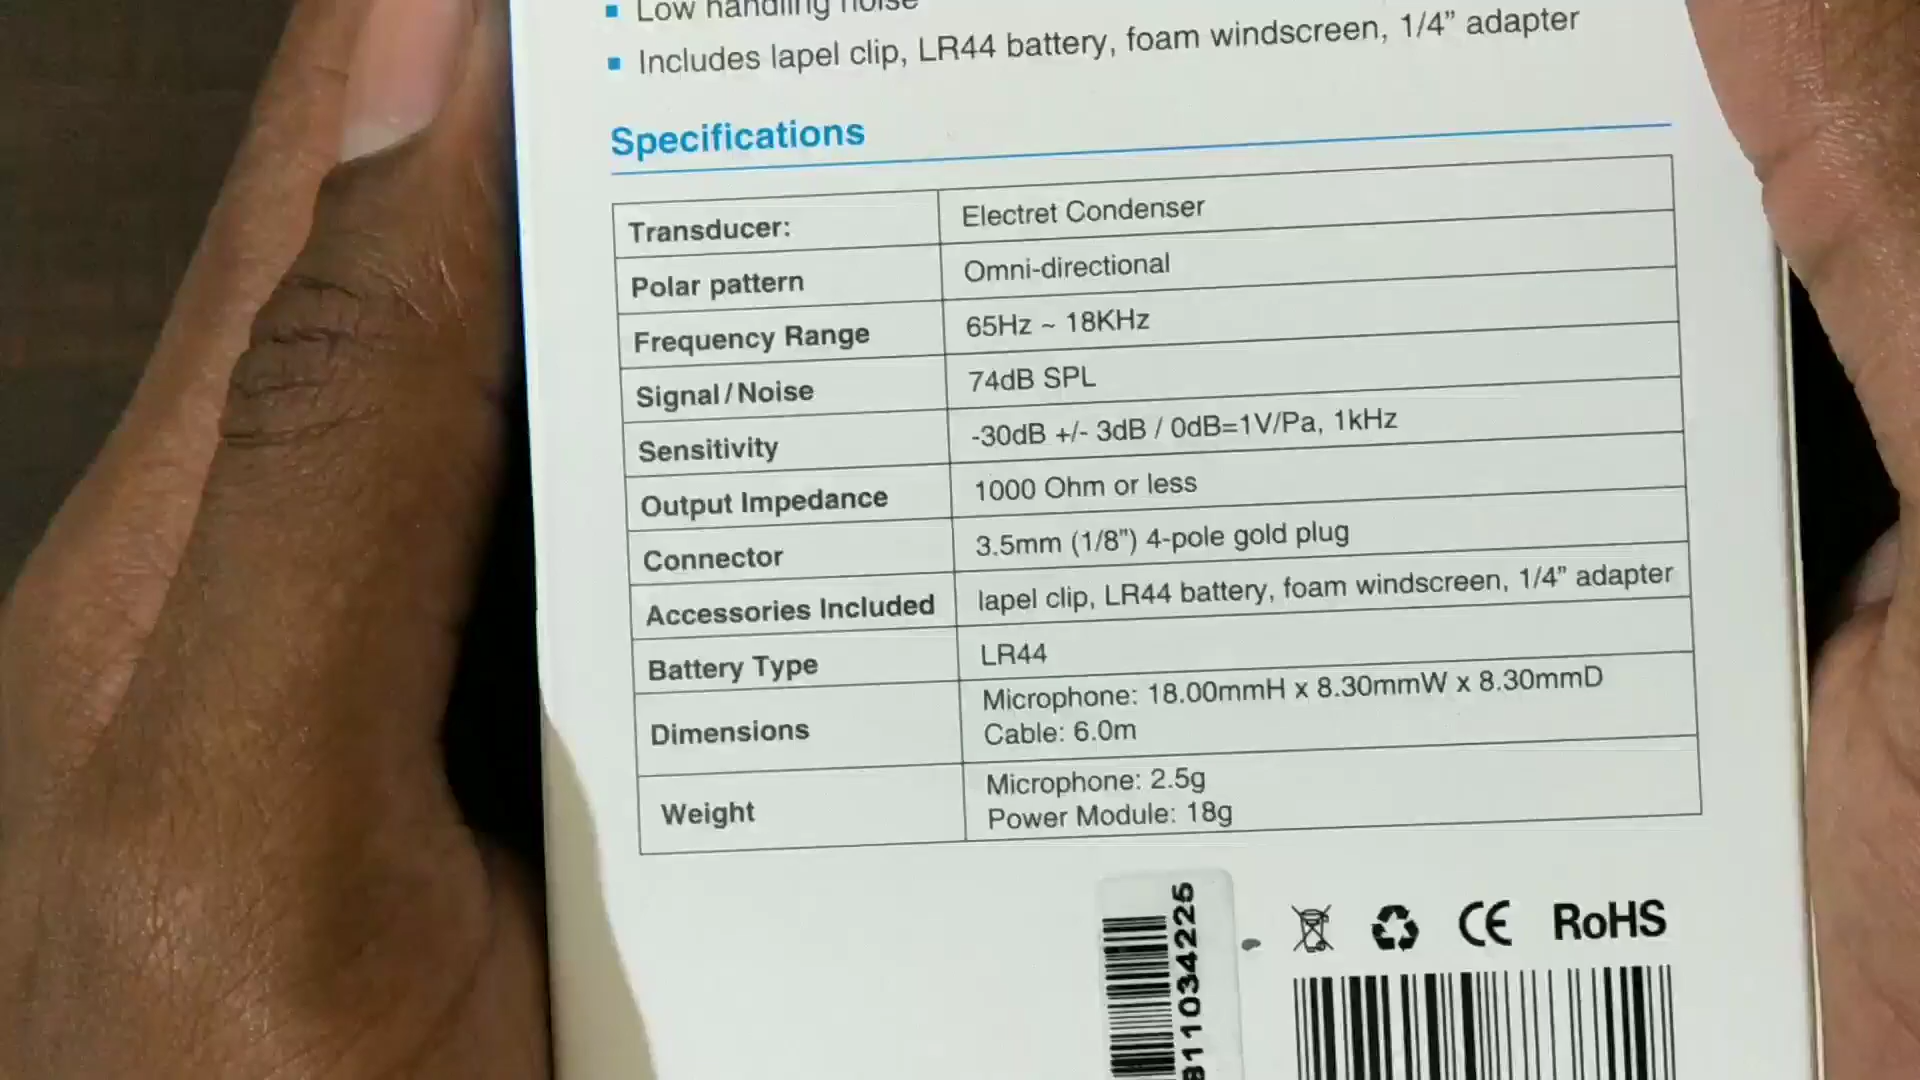 Low handling noise
Includes lapel clip, LR44 battery, foam windscreen, 1/4” adapter
Specifications
Transducer: Electret Condenser
Polar pattern Omni-directional
Frequency Range 65Hz ~ 18KHz
Signal/Noise 74dB SPL
Sensitivity -30dB +/- 3dB / 0dB=1V/Pa, 1kHz
Output Impedance 1000 Ohm or less
Connector 3.5mm (1/8") 4-pole gold plug
Accessories Included lapel clip, LR44 battery, foam windscreen, 1/4” adapter
Battery Type LR44
Dimensions Microphone: 18.00mmH x 8.30mmW x 8.30mmD
Cable: 6.0m
Weight Microphone: 2.5g
Power Module: 18g
CE RoHS
B11034225